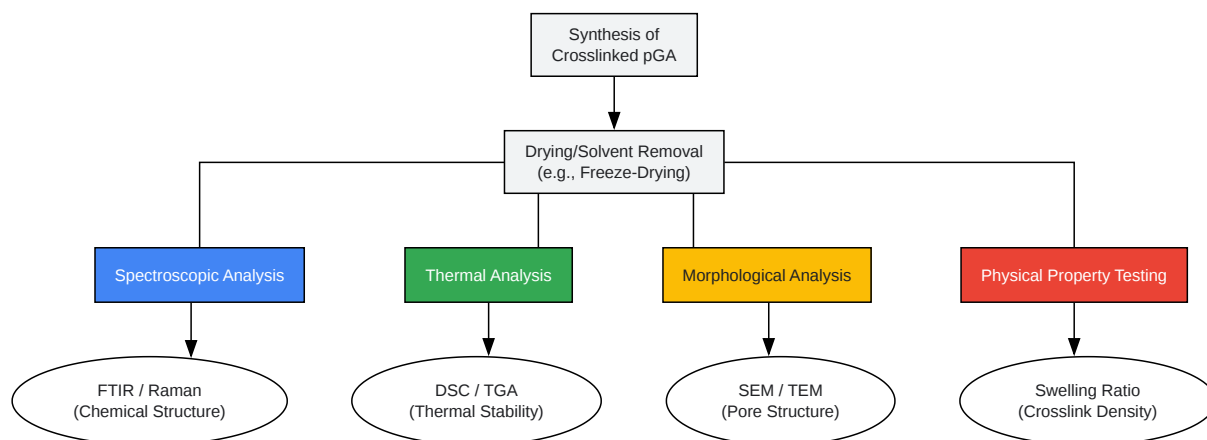 Synthesis of
Crosslinked pGA
Drying/Solvent Removal
(e.g., Freeze-Drying)
Spectroscopic Analysis
Thermal Analysis
Morphological Analysis
Physical Property Testing
FTIR / Raman
(Chemical Structure)
DSC / TGA
(Thermal Stability)
SEM / TEM
(Pore Structure)
Swelling Ratio
(Crosslink Density)